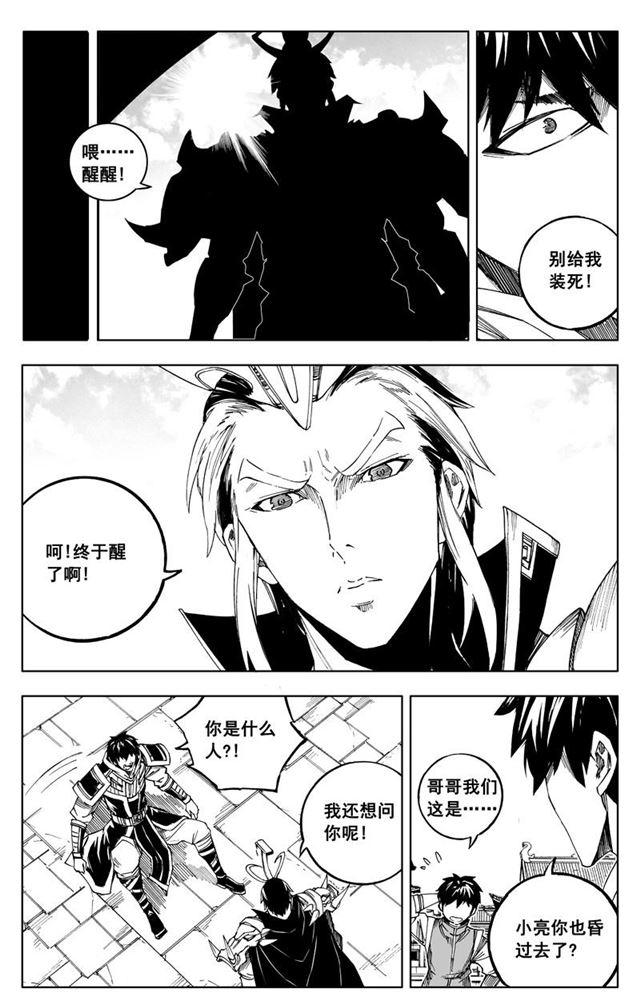 喂……
醒醒！
别给我
装死！
呵！终于醒
了啊！
你是什么
人?！
我还想问
你呢！
哥哥我们
这是……
小亮你也昏
过去了？